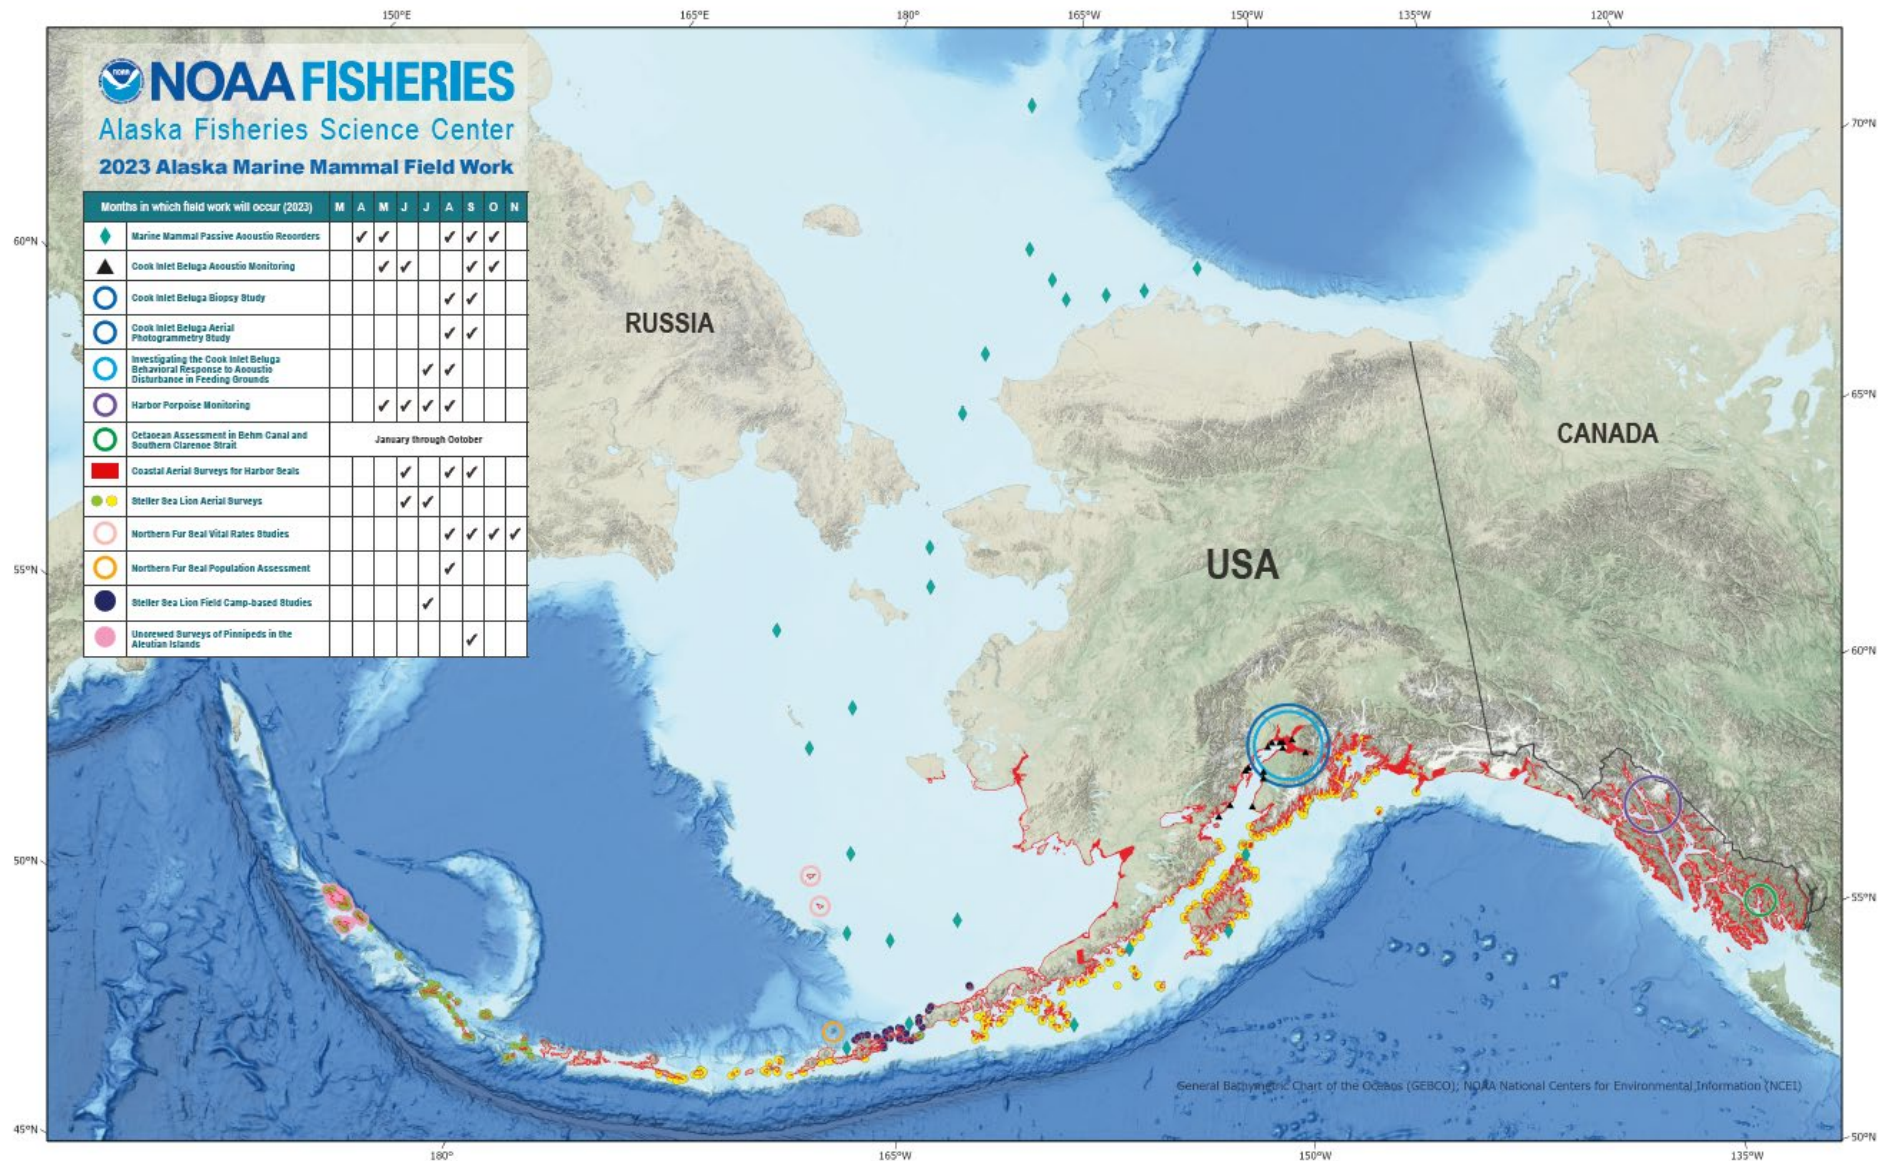 150°E 165°E 180° 165°W 150°W 135°W 120°W
NOAA
NOAA FISHERIES
Alaska Fisheries Science Center
2023 Alaska Marine Mammal Field Work
Months in which field work will occur (2023) M A M J J A S O N
Marine Mammal Passive Acoustic Recorders ✓ ✓ ✓ ✓ ✓
Cook Inlet Beluga Acoustic Monitoring ✓ ✓ ✓ ✓
Cook Inlet Beluga Biopsy Study ✓ ✓
Cook Inlet Beluga Aerial
Photogrammetry Study ✓ ✓
Investigating the Cook Inlet Beluga
Behavioral Response to Acoustic
Disturbance in Feeding Grounds ✓ ✓
Harbor Porpoise Monitoring ✓ ✓ ✓ ✓
Cetacean Assessment in Behm Canal and
Southern Clarence Strait
January through October
Coastal Aerial Surveys for Harbor Seals ✓ ✓ ✓
Steller Sea Lion Aerial Surveys ✓ ✓
Northern Fur Seal Vital Rates Studies ✓ ✓ ✓ ✓
Northern Fur Seal Population Assessment ✓
Steller Sea Lion Field Camp-based Studies ✓
Uncrewed Surveys of Pinnipeds in the
Aleutian Islands ✓
RUSSIA
CANADA
USA
60°N
55°N
50°N
45°N
70°N
65°N
60°N
55°N
50°N
General Bathymetric Chart of the Oceans (GEBCO); NOAA National Centers for Environmental Information (NCEI)
180° 165°W 150°W 135°W